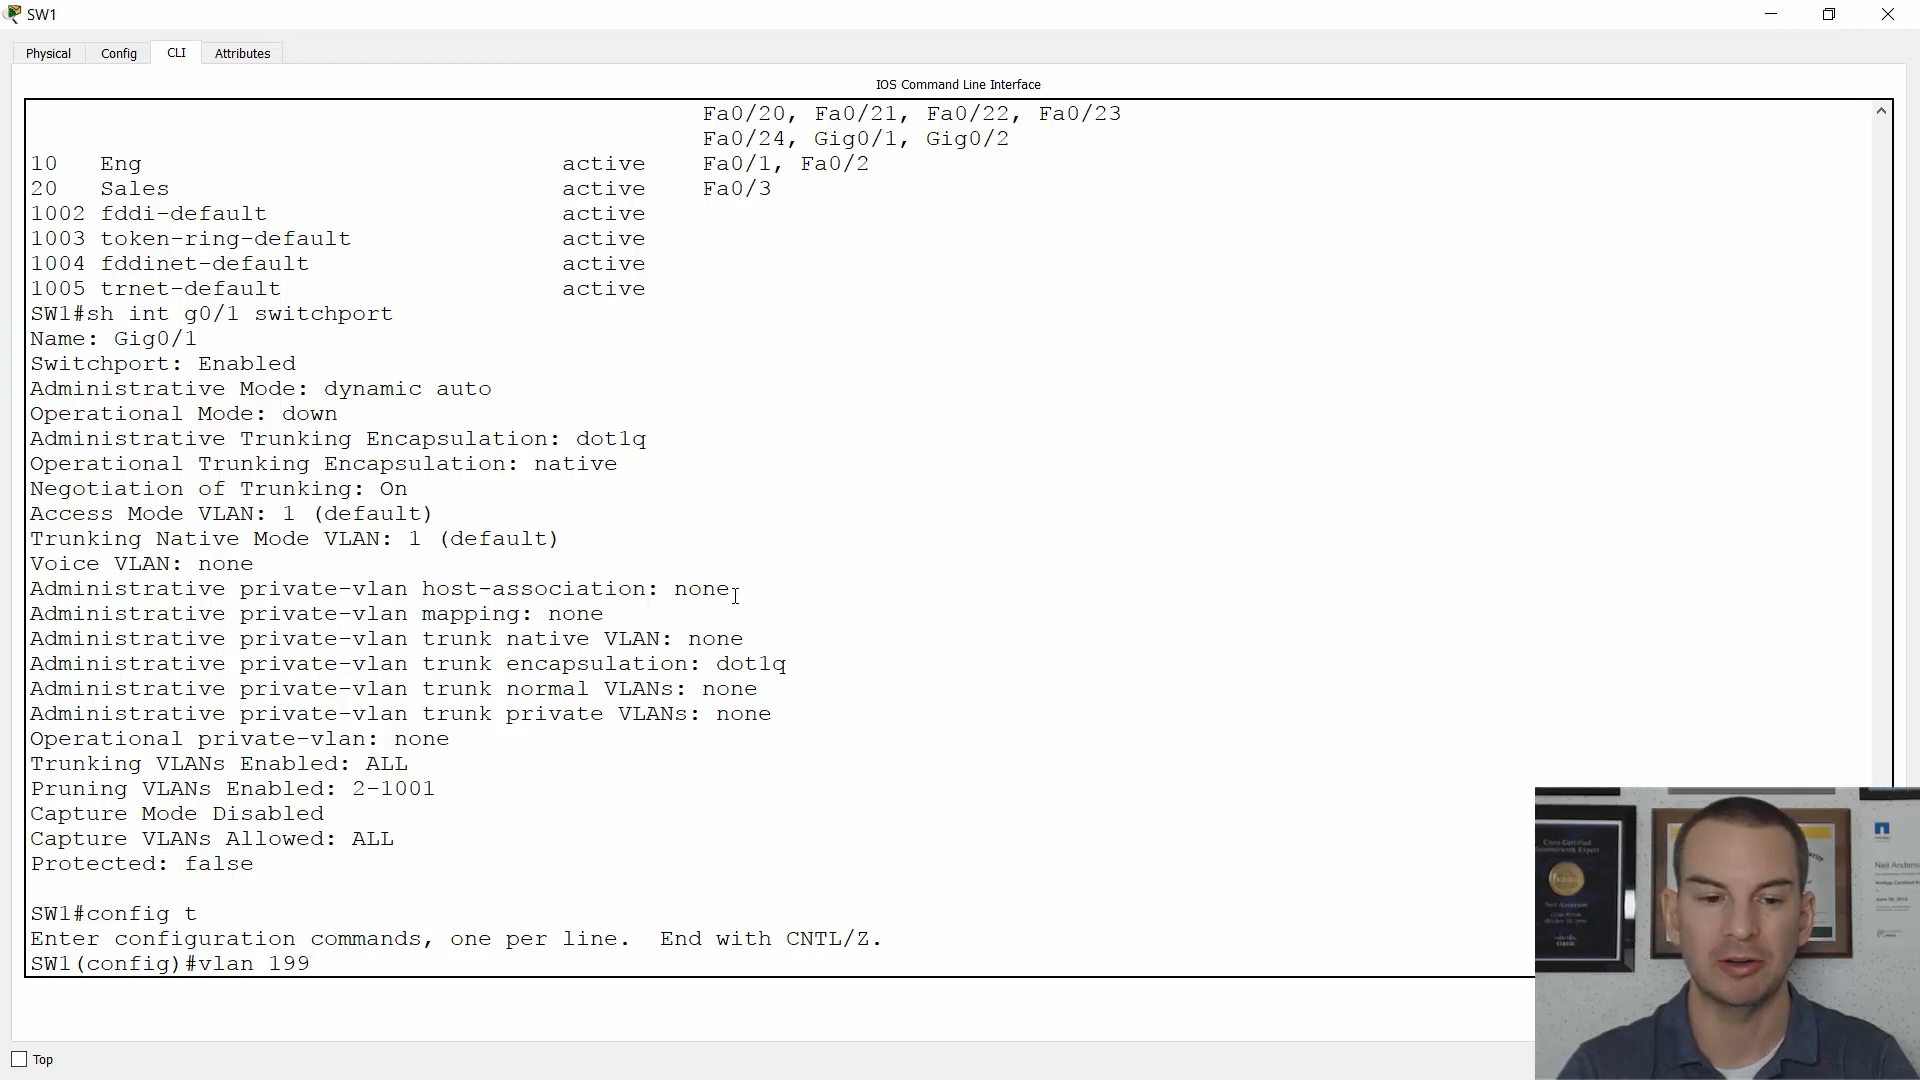 SW1
Physical
Config
CLI
Attributes
IOS Command Line Interface
Fa0/20, Fa0/21, Fa0/22, Fa0/23
Fa0/24, Gig0/1, Gig0/2
10 Eng active Fa0/1, Fa0/2
20 Sales active Fa0/3
1002 fddi-default active
1003 token-ring-default active
1004 fddinet-default active
1005 trnet-default active
SW1#sh int g0/1 switchport
Name: Gig0/1
Switchport: Enabled
Administrative Mode: dynamic auto
Operational Mode: down
Administrative Trunking Encapsulation: dot1q
Operational Trunking Encapsulation: native
Negotiation of Trunking: On
Access Mode VLAN: 1 (default)
Trunking Native Mode VLAN: 1 (default)
Voice VLAN: none
Administrative private-vlan host-association: none
Administrative private-vlan mapping: none
Administrative private-vlan trunk native VLAN: none
Administrative private-vlan trunk encapsulation: dot1q
Administrative private-vlan trunk normal VLANs: none
Administrative private-vlan trunk private VLANs: none
Operational private-vlan: none
Trunking VLANs Enabled: ALL
Pruning VLANs Enabled: 2-1001
Capture Mode Disabled
Capture VLANs Allowed: ALL
Protected: false
SW1#config t
Enter configuration commands, one per line. End with CNTL/Z.
SW1(config)#vlan 199
Top
Cisco Certified
Internetwork Expert